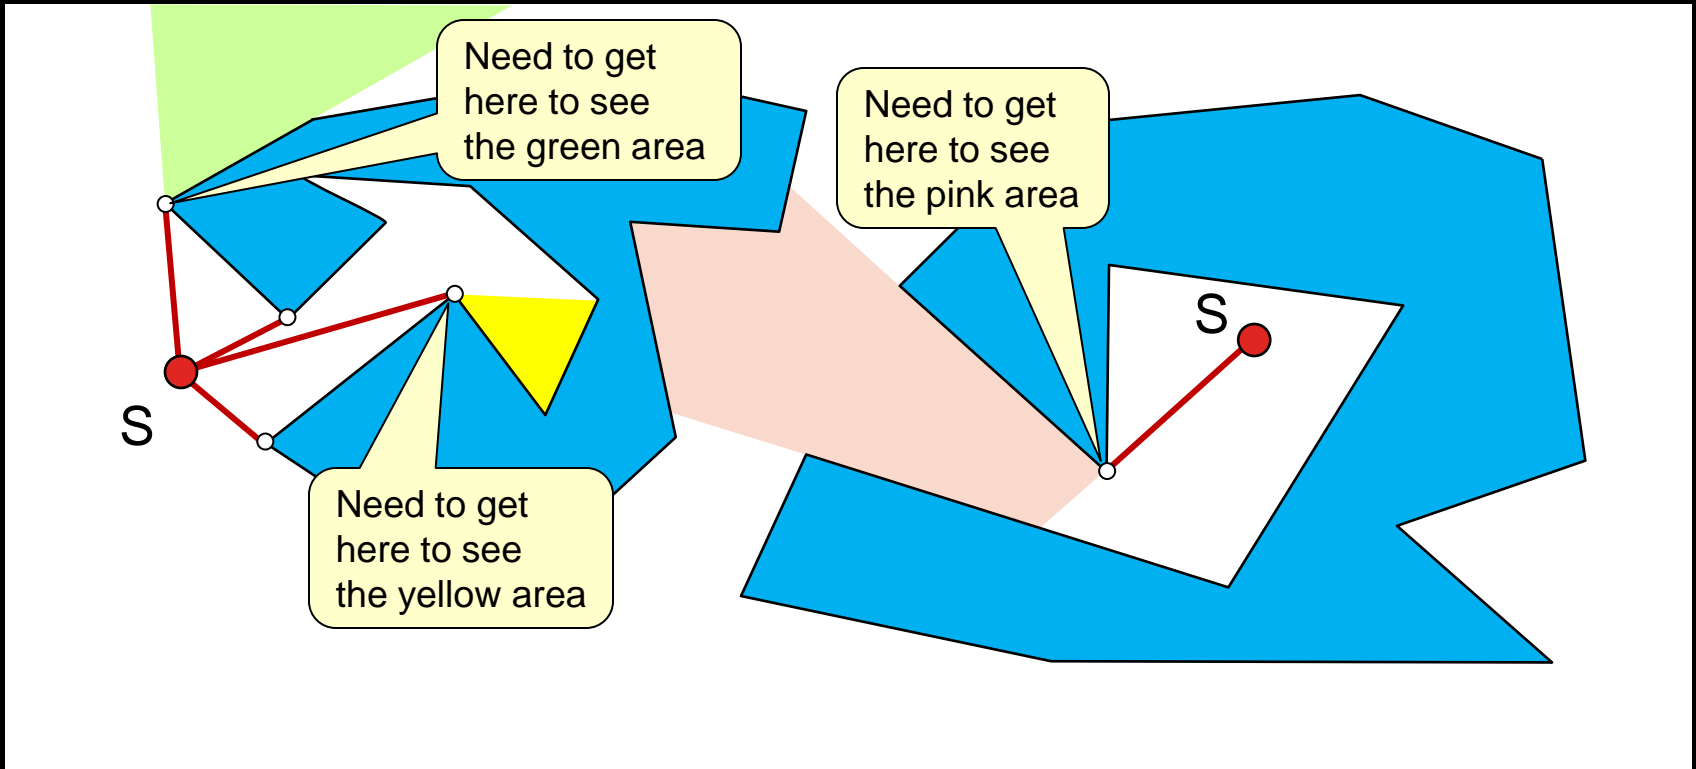 Need to get
here to see
the green area
Need to get
here to see
the pink area
S
S
Need to get
here to see
the yellow area